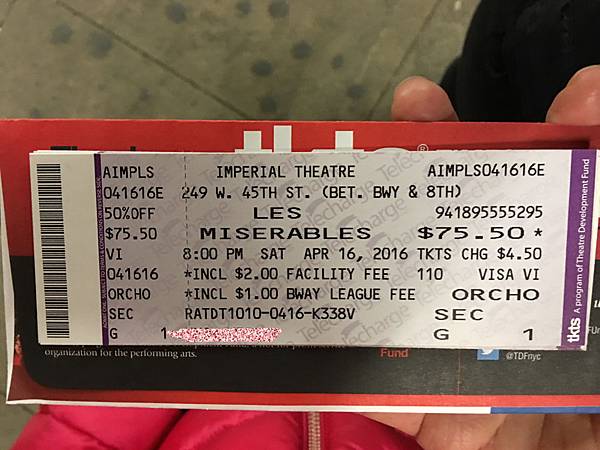 AIMPLS IMPERIAL THEATRE AIMPLS041616E
041616E 249 W. 45TH ST. (BET. BWY & 8TH)
50%OFF LES 941895555295
$75.50 MISERABLES $75.50 *
VI 8:00 PM SAT APR 16, 2016 TKTS CHG $4.50
041616 *INCL $2.00 FACILITY FEE 110 VISA VI
ORCHO *INCL $1.00 BWAY LEAGUE FEE ORCHO
SEC RATDT1010-0416-K338V SEC
G 1 G 1
tkts A program of Theatre Development Fund
organization for the performing arts.
Fund
@TDFnyc